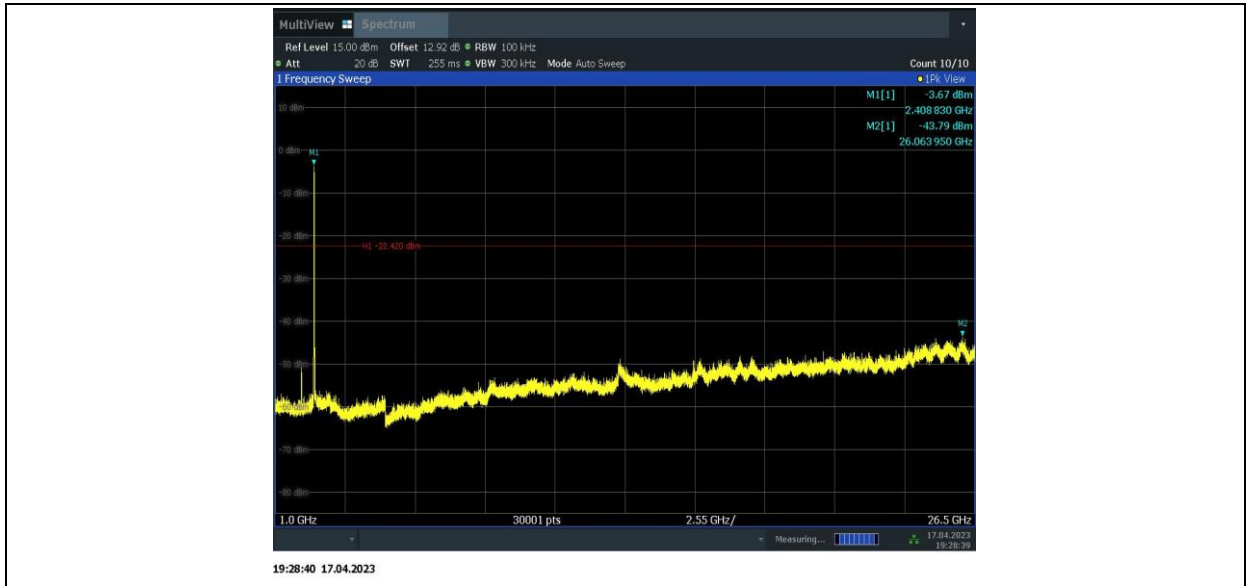 MultiView Spectrum
Ref Level 15.00 dBm Offset 12.92 dB RBW 100 kHz
Att 20 dB SWT 255 ms VBW 300 kHz Mode Auto Sweep Count 10/10
1 Frequency Sweep 1Pk View
M1[1] -3.67 dBm
2.408 830 GHz
M2[1] -43.79 dBm
26.063 950 GHz
10 dBm
0 dBm
M1
-10 dBm
-20 dBm
H1 -22.420 dBm
-30 dBm
-40 dBm
M2
-50 dBm
-60 dBm
-70 dBm
-80 dBm
1.0 GHz 30001 pts 2.55 GHz/ 26.5 GHz
Measuring... 17.04.2023
19:28:39
19:28:40 17.04.2023